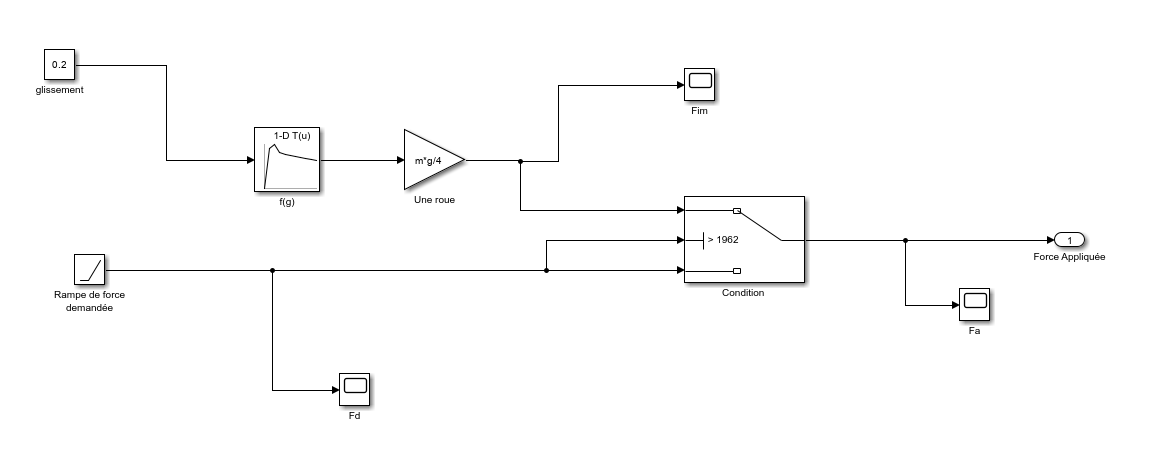 0.2
glissement
1-D T(u)
f(g)
m*g/4
Une roue
Fim
Rampe de force
demandée
> 1962
Condition
1
Force Appliquée
Fa
Fd